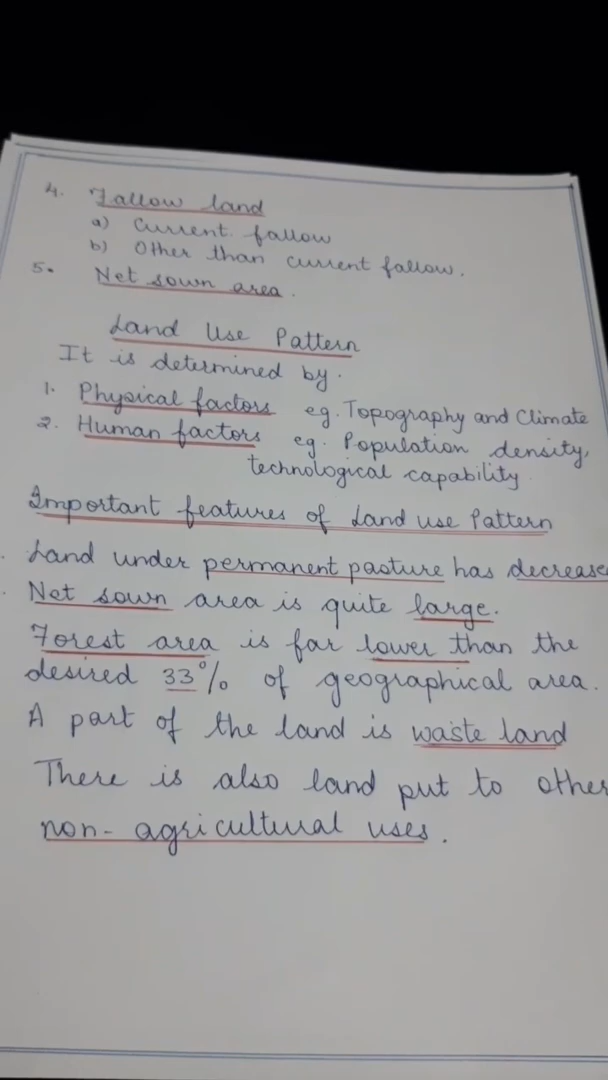 4. Fallow land
a) Current fallow
b) Other than current fallow.
5. Net sown area.
Land Use Pattern
It is determined by.
1. Physical factors eg. Topography and Climate
2. Human factors eg. Population density,
technological capability
Important features of Land use Pattern
. Land under permanent pasture has decrease
. Net sown area is quite large.
Forest area is far lower than the
desired 33% of geographical area.
A part of the land is waste land
There is also land put to other
non-agricultural uses.